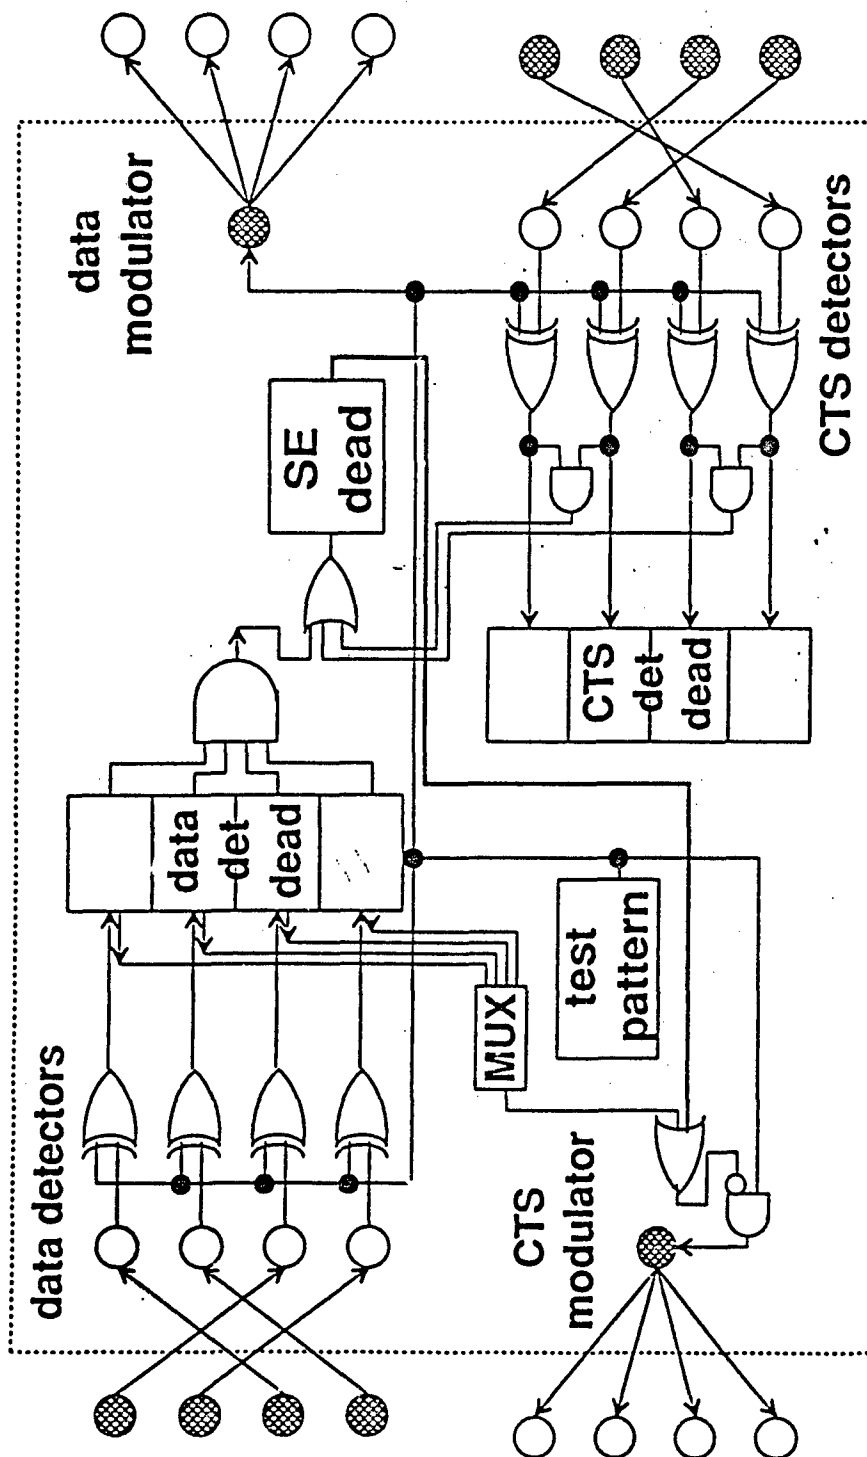 data detectors
data
det
dead
SE
dead
data
modulator
MUX
test
pattern
CTS
det
dead
CTS
modulator
CTS detectors